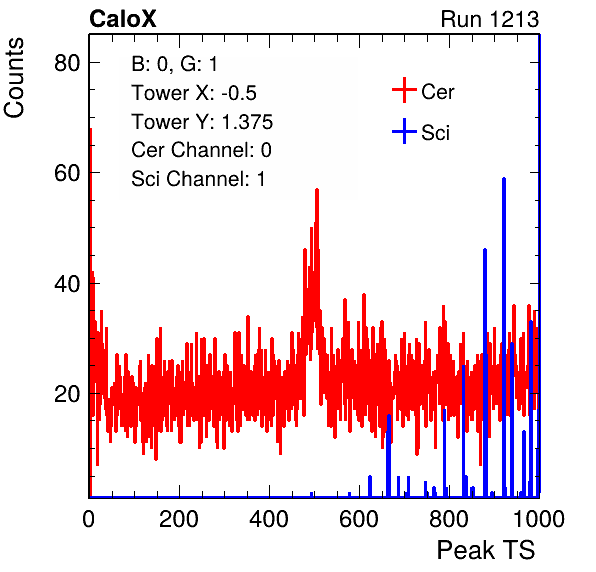 CaloX Run 1213
Counts
B: 0, G: 1
Tower X: -0.5
Tower Y: 1.375
Cer Channel: 0
Sci Channel: 1
Cer
Sci
80
60
40
20
0 200 400 600 800 1000
Peak TS